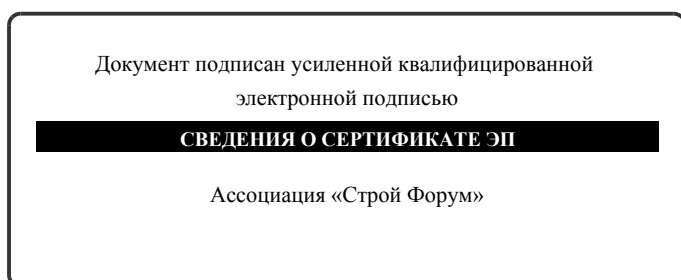 Документ подписан усиленной квалифицированной
электронной подписью
СВЕДЕНИЯ О СЕРТИФИКАТЕ ЭП
Ассоциация «Строй Форум»